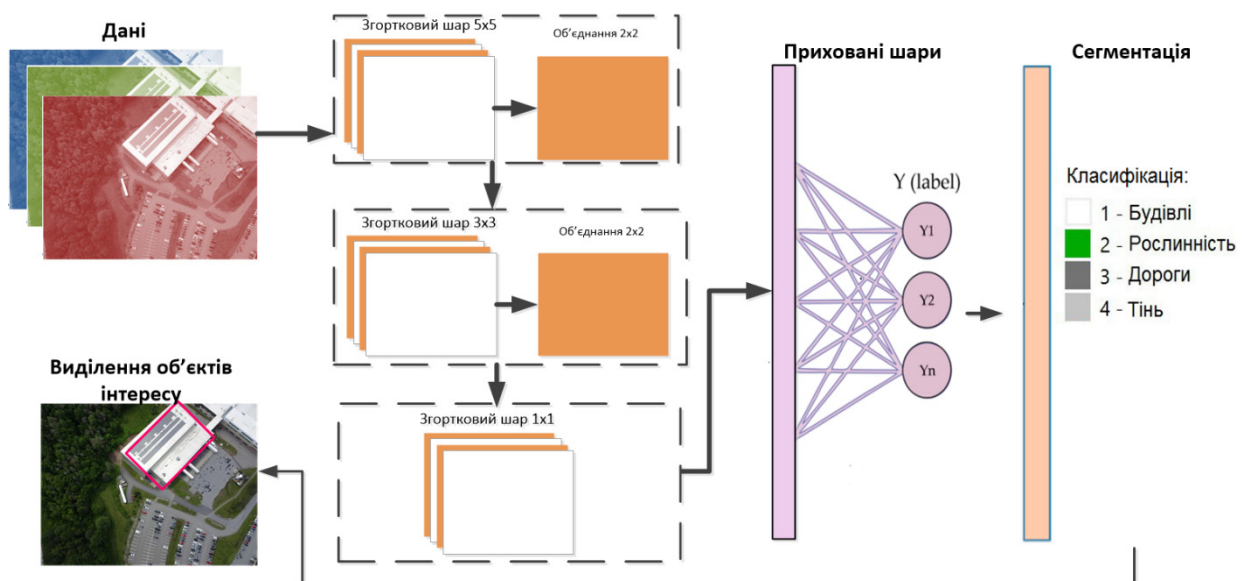 Дані
Згортковий шар 5x5
Об’єднання 2x2
Згортковий шар 3x3
Об’єднання 2x2
Згортковий шар 1x1
Приховані шари
Y (label)
Y1
Y2
Yn
Сегментація
Класифікація:
1 - Будівлі
2 - Рослинність
3 - Дороги
4 - Тінь
Виділення об’єктів
інтересу